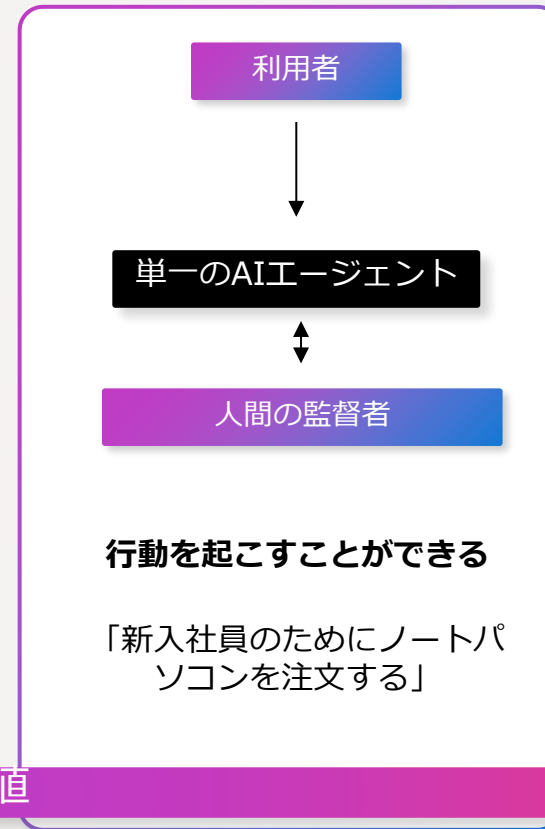 利用者
単一のAIエージェント
人間の監督者
行動を起こすことができる
「新入社員のためにノートパ
ソコンを注文する」
直